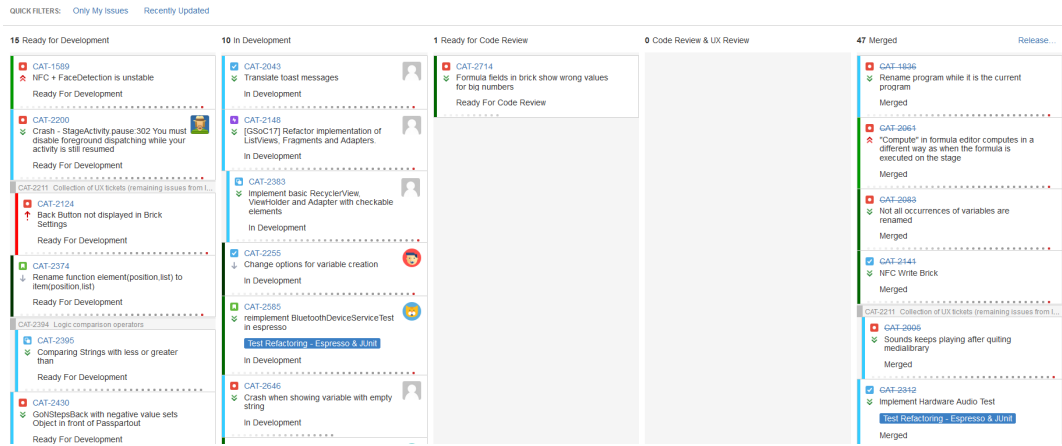 QUICK FILTERS: Only My Issues Recently Updated
15 Ready for Development
CAT-1589
NFC + FaceDetection is unstable
Ready For Development
CAT-2200
Crash - StageActivity.pause:302 You must
disable foreground dispatching while your
activity is still resumed
Ready For Development
CAT-2211 Collection of UX tickets (remaining issues from I...
CAT-2124
Back Button not displayed in Brick
Settings
Ready For Development
CAT-2374
Rename function element(position,list) to
item(position,list)
Ready For Development
CAT-2394 Logic comparison operators
CAT-2395
Comparing Strings with less or greater
than
Ready For Development
CAT-2430
GoNStepsBack with negative value sets
Object in front of Passpartout
Ready For Development
10 In Development
CAT-2043
Translate toast messages
In Development
CAT-2148
[GSoC17] Refactor implementation of
ListViews, Fragments and Adapters.
In Development
CAT-2383
Implement basic RecyclerView,
ViewHolder and Adapter with checkable
elements
In Development
CAT-2255
Change options for variable creation
In Development
CAT-2585
reimplement BluetoothDeviceServiceTest
in espresso
Test Refactoring - Espresso & JUnit
In Development
CAT-2646
Crash when showing variable with empty
string
In Development
1 Ready for Code Review
CAT-2714
Formula fields in brick show wrong values
for big numbers
Ready For Code Review
0 Code Review & UX Review
47 Merged Release...
CAT-1836
Rename program while it is the current
program
Merged
CAT-2061
"Compute" in formula editor computes in a
different way as when the formula is
executed on the stage
Merged
CAT-2083
Not all occurrences of variables are
renamed
Merged
CAT-2141
NFC Write Brick
Merged
CAT-2211 Collection of UX tickets (remaining issues from I...
CAT-2005
Sounds keeps playing after quiting
medialibrary
Merged
CAT-2312
Implement Hardware Audio Test
Test Refactoring - Espresso & JUnit
Merged